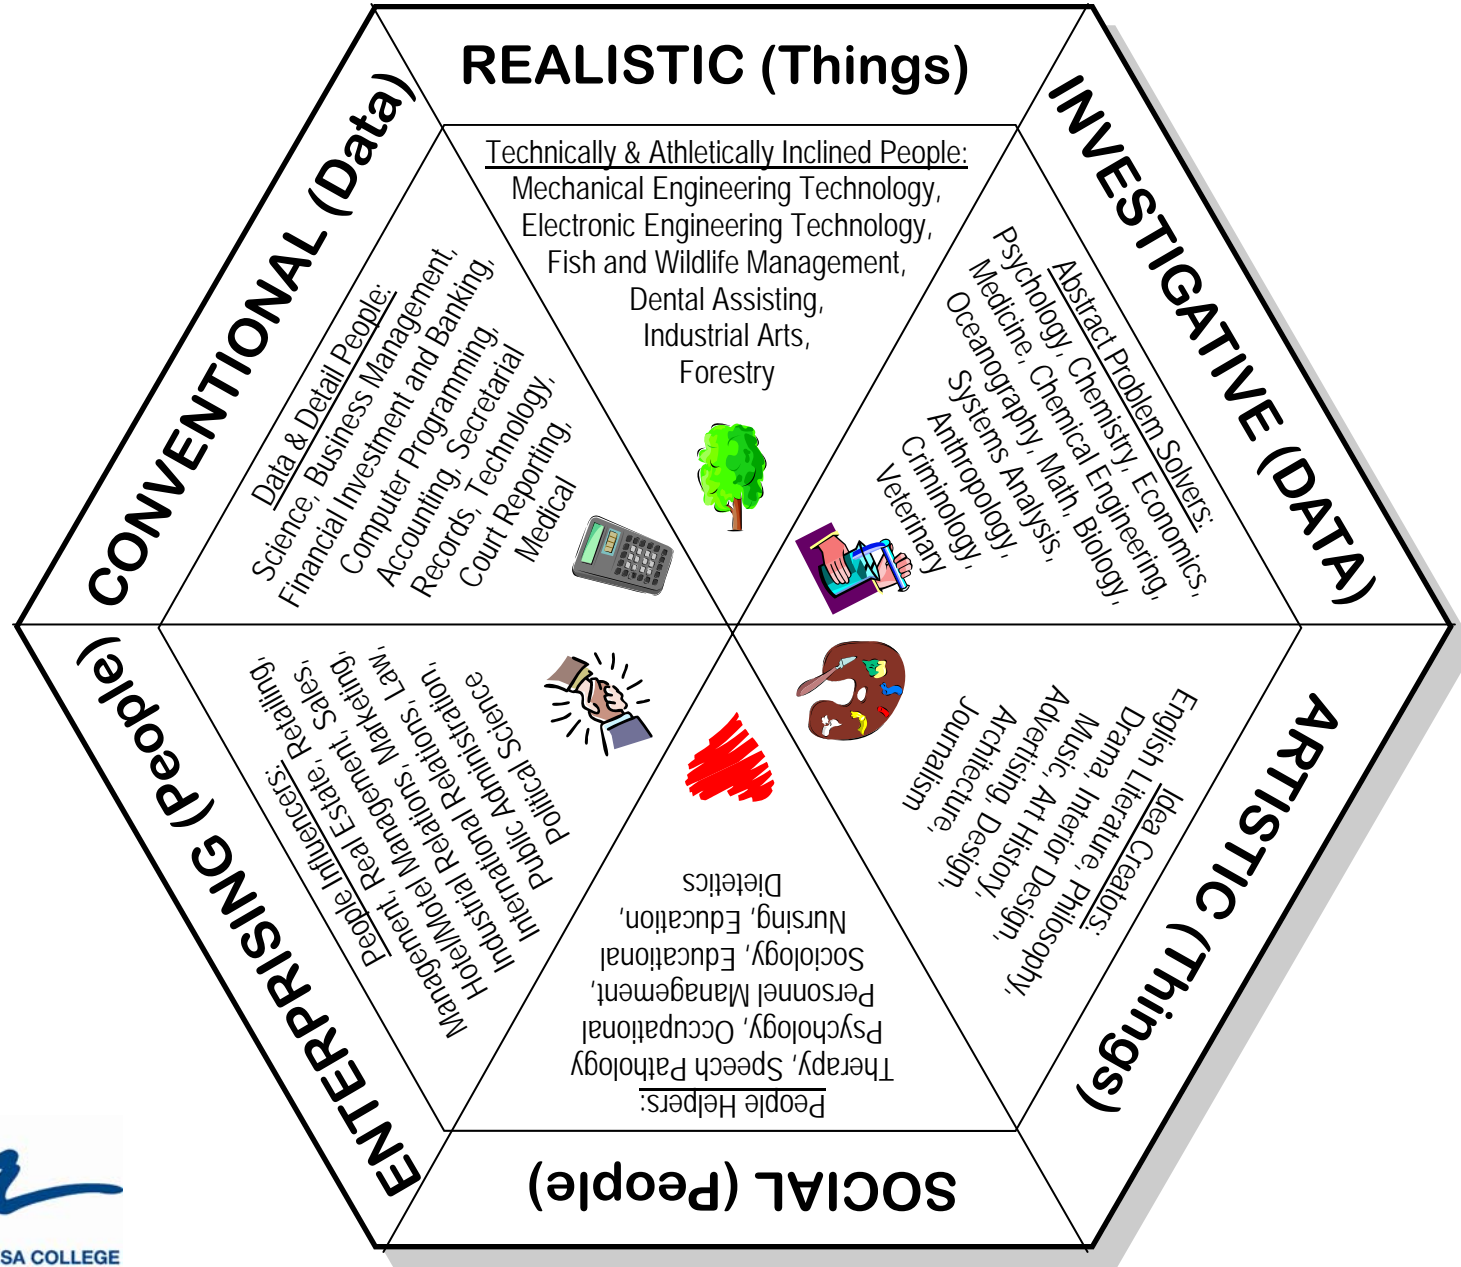 REALISTIC (Things)
Technically & Athletically Inclined People:
Mechanical Engineering Technology,
Electronic Engineering Technology,
Fish and Wildlife Management,
Dental Assisting,
Industrial Arts,
Forestry
INVESTIGATIVE (DATA)
Abstract Problem Solvers:
Psychology, Chemistry, Economics,
Medicine, Chemical Engineering,
Oceanography, Math, Biology,
Systems Analysis,
Anthropology,
Criminology,
Veterinary
ARTISTIC (Things)
Idea Creators:
English Literature, Philosophy,
Drama, Interior Design,
Music, Art History,
Advertising, Design,
Architecture,
Journalism
SOCIAL (People)
People Helpers:
Therapy, Speech Pathology
Psychology, Occupational
Personnel Management,
Sociology, Educational
Nursing, Education,
Dietetics
ENTERPRISING (People)
People Influencers:
Management, Real Estate, Retailing,
Hotel/Motel Management, Sales,
Industrial Relations, Marketing,
International Relations, Law,
Public Administration,
Political Science
CONVENTIONAL (Data)
Data & Detail People:
Science, Business Management,
Financial Investment and Banking,
Computer Programming,
Accounting, Secretarial
Records, Technology,
Court Reporting,
Medical
SA COLLEGE